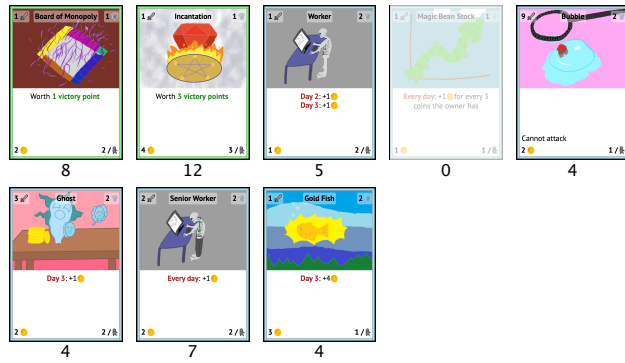 1 Board of Monopoly 1
Worth 1 victory point
2 2 /
8
1 Incantation 1
Worth 3 victory points
4 3 /
12
1 Worker 2
Day 2: +1
Day 3: +1
1 2 /
5
1 Magic Bean Stock 1
Every day: +1 for every 3
coins the owner has
1 1 /
0
9 Bubble 2
Cannot attack
2 1 /
4
3 Ghost 2
Day 3: +1
2 2 /
4
2 Senior Worker 2
Every day: +1
2 2 /
7
1 Gold Fish 2
Day 3: +4
3 1 /
4